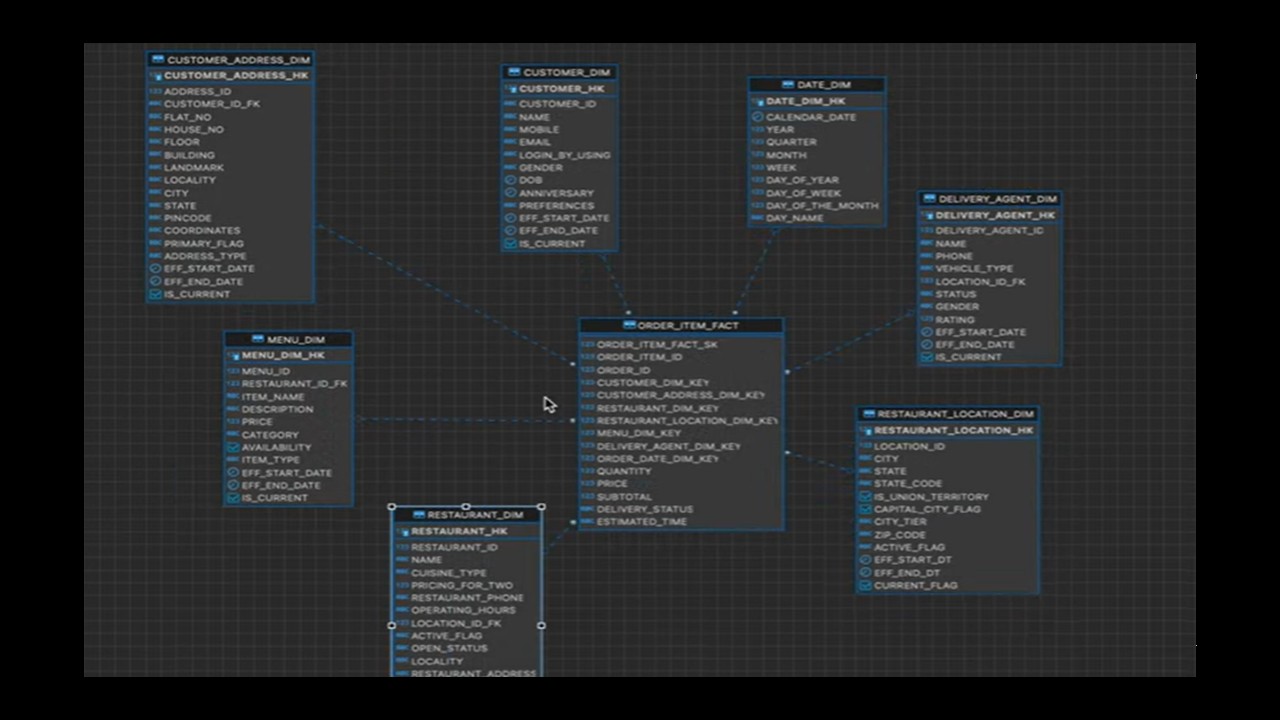 CUSTOMER_ADDRESS_DIM
CUSTOMER_ADDRESS_HK
ADDRESS_ID
CUSTOMER_ID_FK
FLAT_NO
HOUSE_NO
FLOOR
BUILDING
LANDMARK
LOCALITY
CITY
STATE
PINCODE
COORDINATES
PRIMARY_FLAG
ADDRESS_TYPE
EFF_START_DATE
EFF_END_DATE
IS_CURRENT
CUSTOMER_DIM
CUSTOMER_HK
CUSTOMER_ID
NAME
MOBILE
EMAIL
LOGIN_BY_USING
GENDER
DOB
ANNIVERSARY
PREFERENCES
EFF_START_DATE
EFF_END_DATE
IS_CURRENT
DATE_DIM
DATE_DIM_HK
CALENDAR_DATE
YEAR
QUARTER
MONTH
WEEK
DAY_OF_YEAR
DAY_OF_WEEK
DAY_OF_THE_MONTH
DAY_NAME
DELIVERY_AGENT_DIM
DELIVERY_AGENT_HK
DELIVERY_AGENT_ID
NAME
PHONE
VEHICLE_TYPE
LOCATION_ID_FK
STATUS
GENDER
RATING
EFF_START_DATE
EFF_END_DATE
IS_CURRENT
MENU_DIM
MENU_DIM_HK
MENU_ID
RESTAURANT_ID_FK
ITEM_NAME
DESCRIPTION
PRICE
CATEGORY
AVAILABILITY
ITEM_TYPE
EFF_START_DATE
EFF_END_DATE
IS_CURRENT
ORDER_ITEM_FACT
ORDER_ITEM_FACT_SK
ORDER_ITEM_ID
ORDER_ID
CUSTOMER_DIM_KEY
CUSTOMER_ADDRESS_DIM_KEY
RESTAURANT_DIM_KEY
RESTAURANT_LOCATION_DIM_KEY
MENU_DIM_KEY
DELIVERY_AGENT_DIM_KEY
ORDER_DATE_DIM_KEY
QUANTITY
PRICE
SUBTOTAL
DELIVERY_STATUS
ESTIMATED_TIME
RESTAURANT_LOCATION_DIM
RESTAURANT_LOCATION_HK
LOCATION_ID
CITY
STATE
STATE_CODE
IS_UNION_TERRITORY
CAPITAL_CITY_FLAG
CITY_TIER
ZIP_CODE
ACTIVE_FLAG
EFF_START_DT
EFF_END_DT
CURRENT_FLAG
RESTAURANT_DIM
RESTAURANT_HK
RESTAURANT_ID
NAME
CUISINE_TYPE
PRICING_FOR_TWO
RESTAURANT_PHONE
OPERATING_HOURS
LOCATION_ID_FK
ACTIVE_FLAG
OPEN_STATUS
LOCALITY
RESTAURANT_ADDRESS